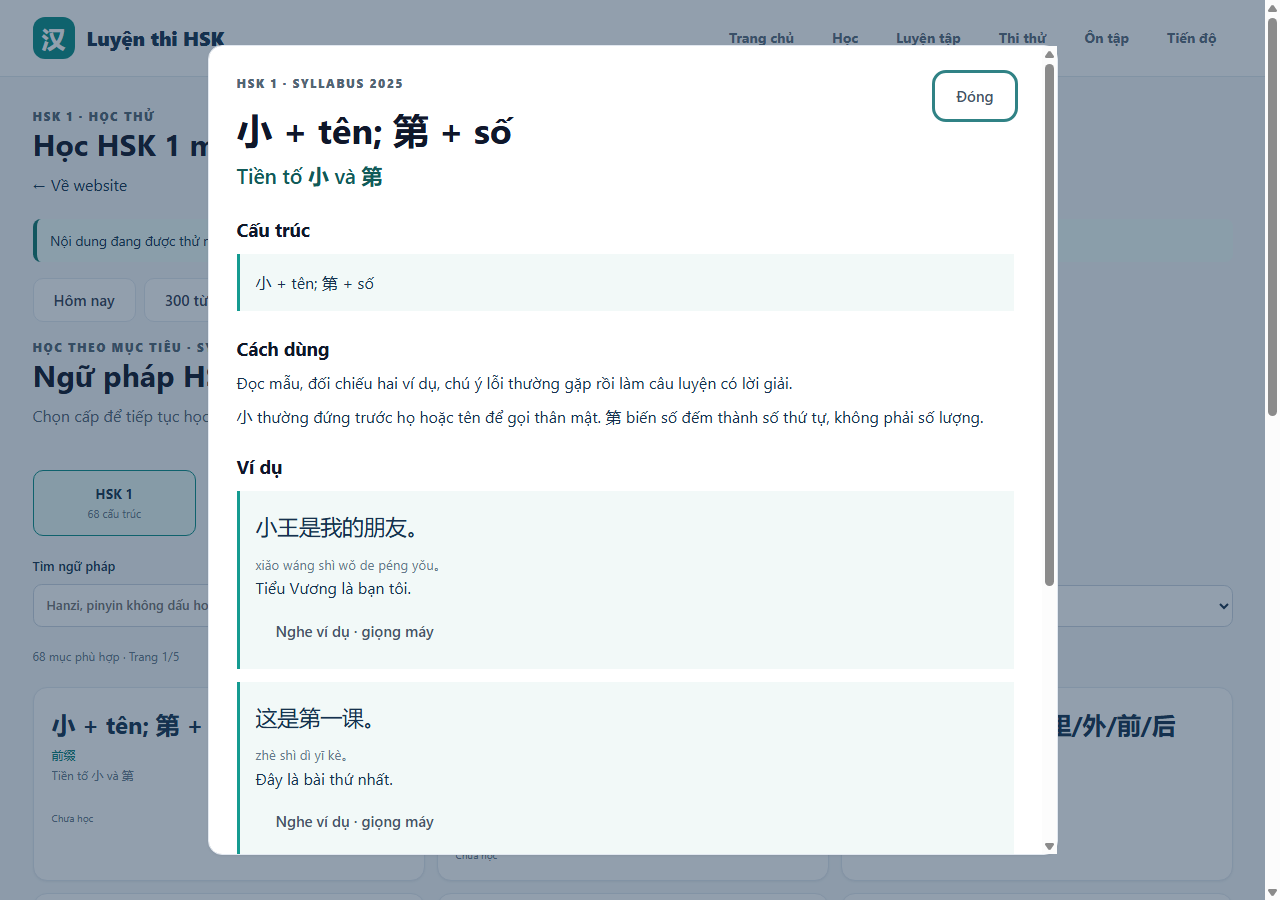 汉 Luyện thi HSK
Trang chủ Học Luyện tập Thi thử Ôn tập Tiến độ
HSK 1 · HỌC THỬ
Học HSK 1
← Về website
Nội dung đang được thử
Hôm nay
300 từ
HỌC THEO MỤC TIÊU ·
Ngữ pháp
Chọn cấp để tiếp tục học
HSK 1
68 cấu trúc
Tìm ngữ pháp
Hanzi, pinyin không dấu
68 mục phù hợp · Trang 1/5
小 + tên; 第 +
前缀
Tiền tố 小 và 第
Chưa học
Chưa học
里/外/前/后
HSK 1 · SYLLABUS 2025
Đóng
小 + tên; 第 + số
Tiền tố 小 và 第
Cấu trúc
小 + tên; 第 + số
Cách dùng
Đọc mẫu, đối chiếu hai ví dụ, chú ý lỗi thường gặp rồi làm câu luyện có lời giải.
小 thường đứng trước họ hoặc tên để gọi thân mật. 第 biến số đếm thành số thứ tự, không phải số lượng.
Ví dụ
小王是我的朋友。
xiǎo wáng shì wǒ de péng yǒu。
Tiểu Vương là bạn tôi.
Nghe ví dụ · giọng máy
这是第一课。
zhè shì dì yī kè。
Đây là bài thứ nhất.
Nghe ví dụ · giọng máy